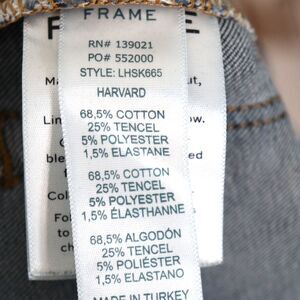 FRAME
RN# 139021
PO# 552000
STYLE: LHSK665
HARVARD
68,5% COTTON
25% TENCEL
5% POLYESTER
1,5% ELASTANE
68,5% COTON
25% TENCEL
5% POLYESTER
1,5% ÉLASTHANNE
68,5% ALGODÓN
25% TENCEL
5% POLIÉSTER
1,5% ELASTANO
MADE IN TURKEY